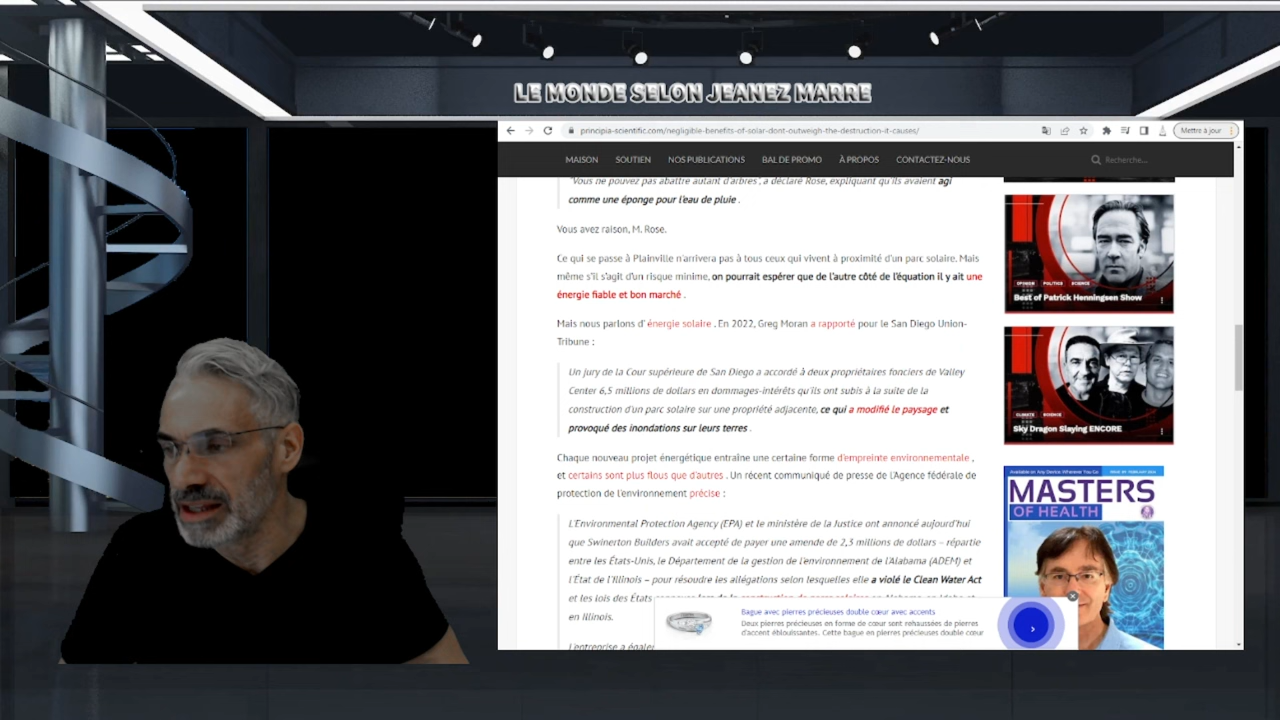 LE MONDE SELON JEANEZ MARRE
principia-scientific.com/negligible-benefits-of-solar-dont-outweigh-the-destruction-it-causes/
Mettre à jour
MAISON SOUTIEN NOS PUBLICATIONS BAL DE PROMO À PROPOS CONTACTEZ-NOUS
Recherche...
"Vous ne pouvez pas abattre autant d'arbres", a déclaré Rose, expliquant qu'ils avaient agi
comme une éponge pour l'eau de pluie .
Vous avez raison, M. Rose.
Ce qui se passe à Plainville n'arrivera pas à tous ceux qui vivent à proximité d'un parc solaire. Mais
même s'il s'agit d'un risque minime, on pourrait espérer que de l'autre côté de l'équation il y ait une
énergie fiable et bon marché .
Mais nous parlons d' énergie solaire . En 2022, Greg Moran a rapporté pour le San Diego Union-
Tribune :
Un jury de la Cour supérieure de San Diego a accordé à deux propriétaires fonciers de Valley
Center 6,5 millions de dollars en dommages-intérêts qu'ils ont subis à la suite de la
construction d'un parc solaire sur une propriété adjacente, ce qui a modifié le paysage et
provoqué des inondations sur leurs terres .
Chaque nouveau projet énergétique entraîne une certaine forme d'empreinte environnementale ,
et certains sont plus flous que d'autres . Un récent communiqué de presse de l'Agence fédérale de
protection de l'environnement précise :
L'Environmental Protection Agency (EPA) et le ministère de la Justice ont annoncé aujourd'hui
que Swinerton Builders avait accepté de payer une amende de 2,3 millions de dollars – répartie
entre les États-Unis, le Département de la gestion de l'environnement de l'Alabama (ADEM) et
l'État de l'Illinois – pour résoudre les allégations selon lesquelles elle a violé le Clean Water Act
et les lois des États
en Illinois.
L'entreprise a égale
OPINION POLITICS SCIENCE
Best of Patrick Henningsen Show
CLIMATE SCIENCE
Sky Dragon Slaying ENCORE
MASTERS
OF HEALTH
Bague avec pierres précieuses double cœur avec accents
Deux pierres précieuses en forme de cœur sont rehaussées de pierres
d'accent éblouissantes. Cette bague en pierres précieuses double cœur